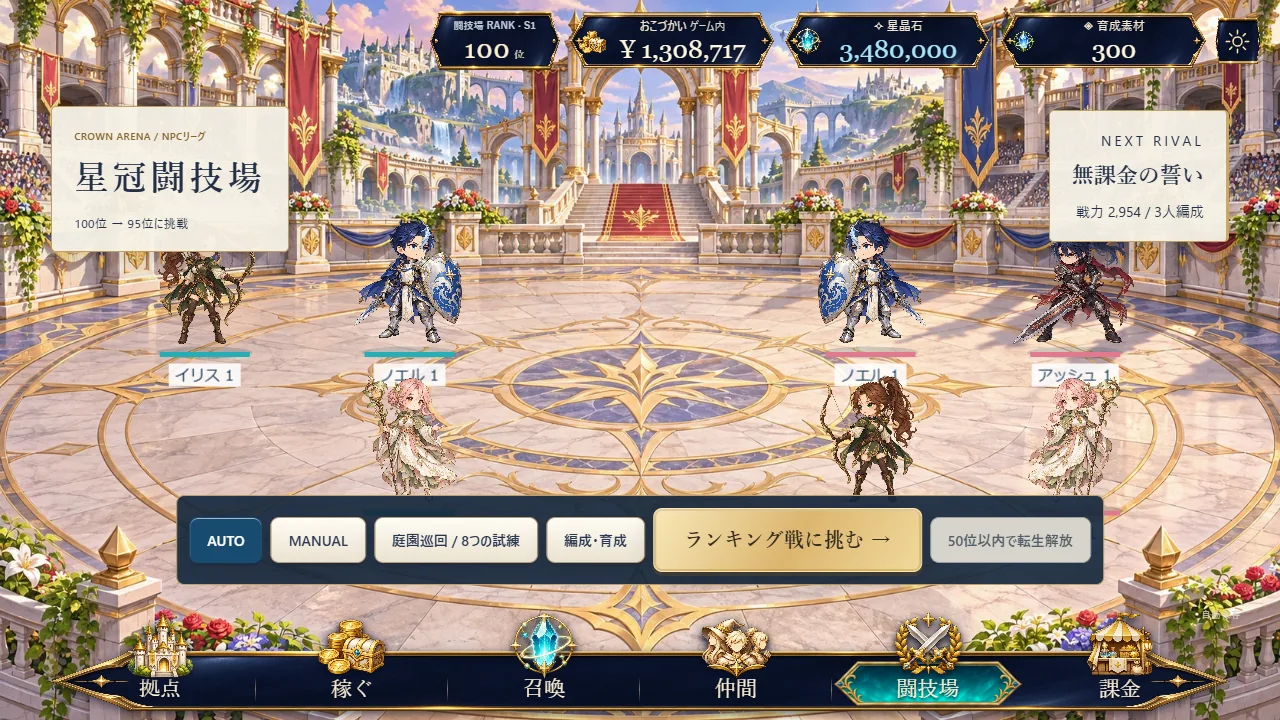 闘技場 RANK · S1
100 位
おこづかい ゲーム内
¥ 1,308,717
✧ 星晶石
3,480,000
◈ 育成素材
300
CROWN ARENA / NPCリーグ
星冠闘技場
100位 → 95位に挑戦
NEXT RIVAL
無課金の誓い
戦力 2,954 / 3人編成
イリス 1
ノエル 1
ノエル 1
アッシュ 1
AUTO
MANUAL
庭園巡回 / 8つの試練
編成・育成
ランキング戦に挑む →
50位以内で転生解放
拠点
稼ぐ
召喚
仲間
闘技場
課金